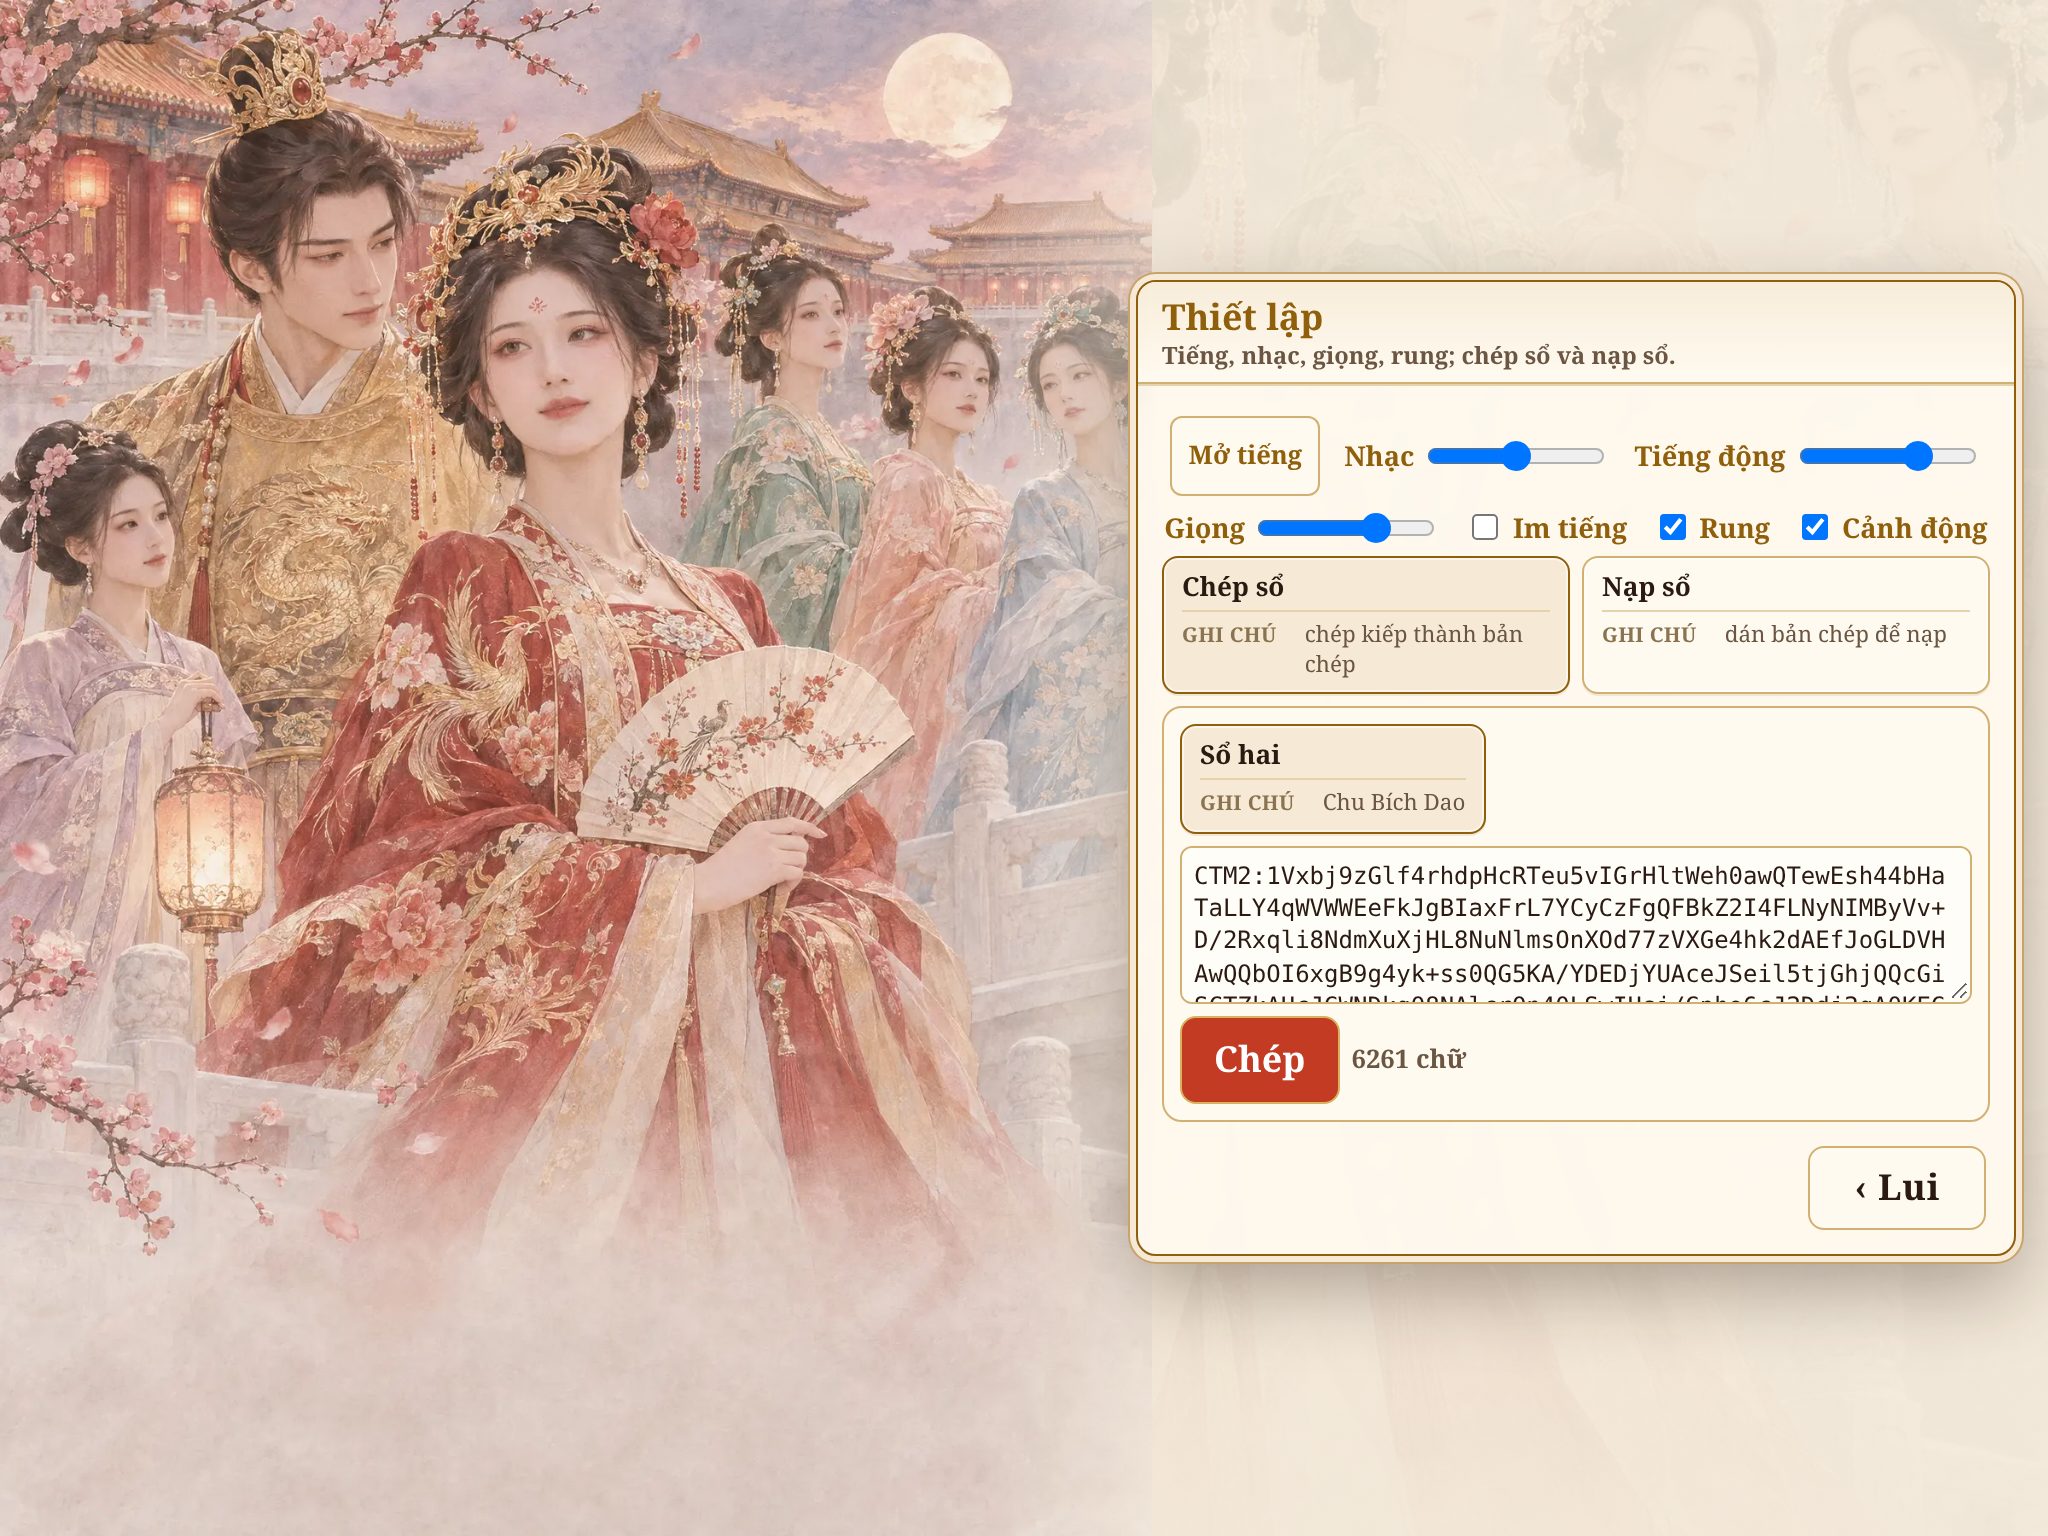 Thiết lập
Tiếng, nhạc, giọng, rung; chép sổ và nạp sổ.
Mở tiếng Nhạc Tiếng động
Giọng Im tiếng Rung Cảnh động
Chép sổ
GHI CHÚ chép kiếp thành bản
chép
Nạp sổ
GHI CHÚ dán bản chép để nạp
Sổ hai
GHI CHÚ Chu Bích Dao
CTM2:1Vxbj9zGlf4rhdpHcRTeu5vIGrHltWeh0awQTewEsh44bHa
TaLLY4qWVWWEeFkJgBIaxFrL7YCyCzFgQFBkZ2I4FLNyNIMByVv+
D/2Rxqli8NdmXuXjHL8NuNlmsOnXOd77zVXGe4hk2dAEfJoGLDVH
AwQQbOI6xgB9g4yk+ss0QG5KA/YDEDjYUAceJSeil5tjGhjQQcGi
Chép 6261 chữ
‹ Lui